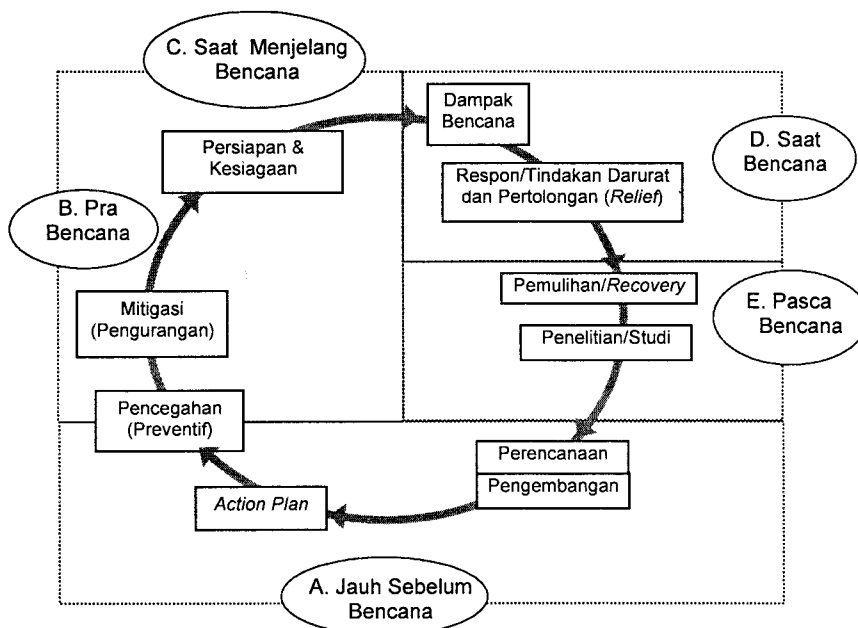 C. Saat Menjelang
Bencana
Dampak
Bencana
Persiapan &
Kesiagaan
D. Saat
Bencana
Respon/Tindakan Darurat
dan Pertolongan (Relief)
B. Pra
Bencana
Pemulihan/Recovery
E. Pasca
Bencana
Mitigasi
(Pengurangan)
Penelitian/Studi
Pencegahan
(Preventif)
Perencanaan
Pengembangan
Action Plan
A. Jauh Sebelum
Bencana